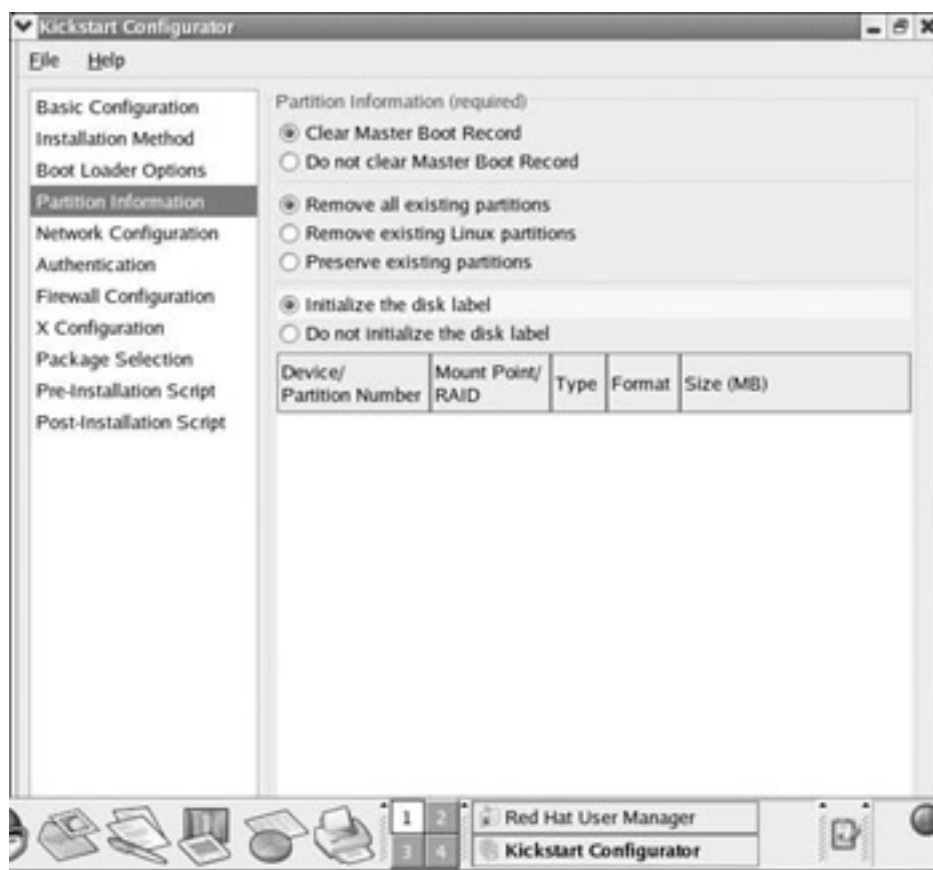 Kickstart Configurator
File Help
Basic Configuration
Installation Method
Boot Loader Options
Partition Information
Network Configuration
Authentication
Firewall Configuration
X Configuration
Package Selection
Pre-Installation Script
Post-Installation Script
Partition Information (required)
Clear Master Boot Record
Do not clear Master Boot Record
Remove all existing partitions
Remove existing Linux partitions
Preserve existing partitions
Initialize the disk label
Do not initialize the disk label
Device/
Partition Number
Mount Point/
RAID
Type
Format
Size (MB)
1 2
3 4
Red Hat User Manager
Kickstart Configurator